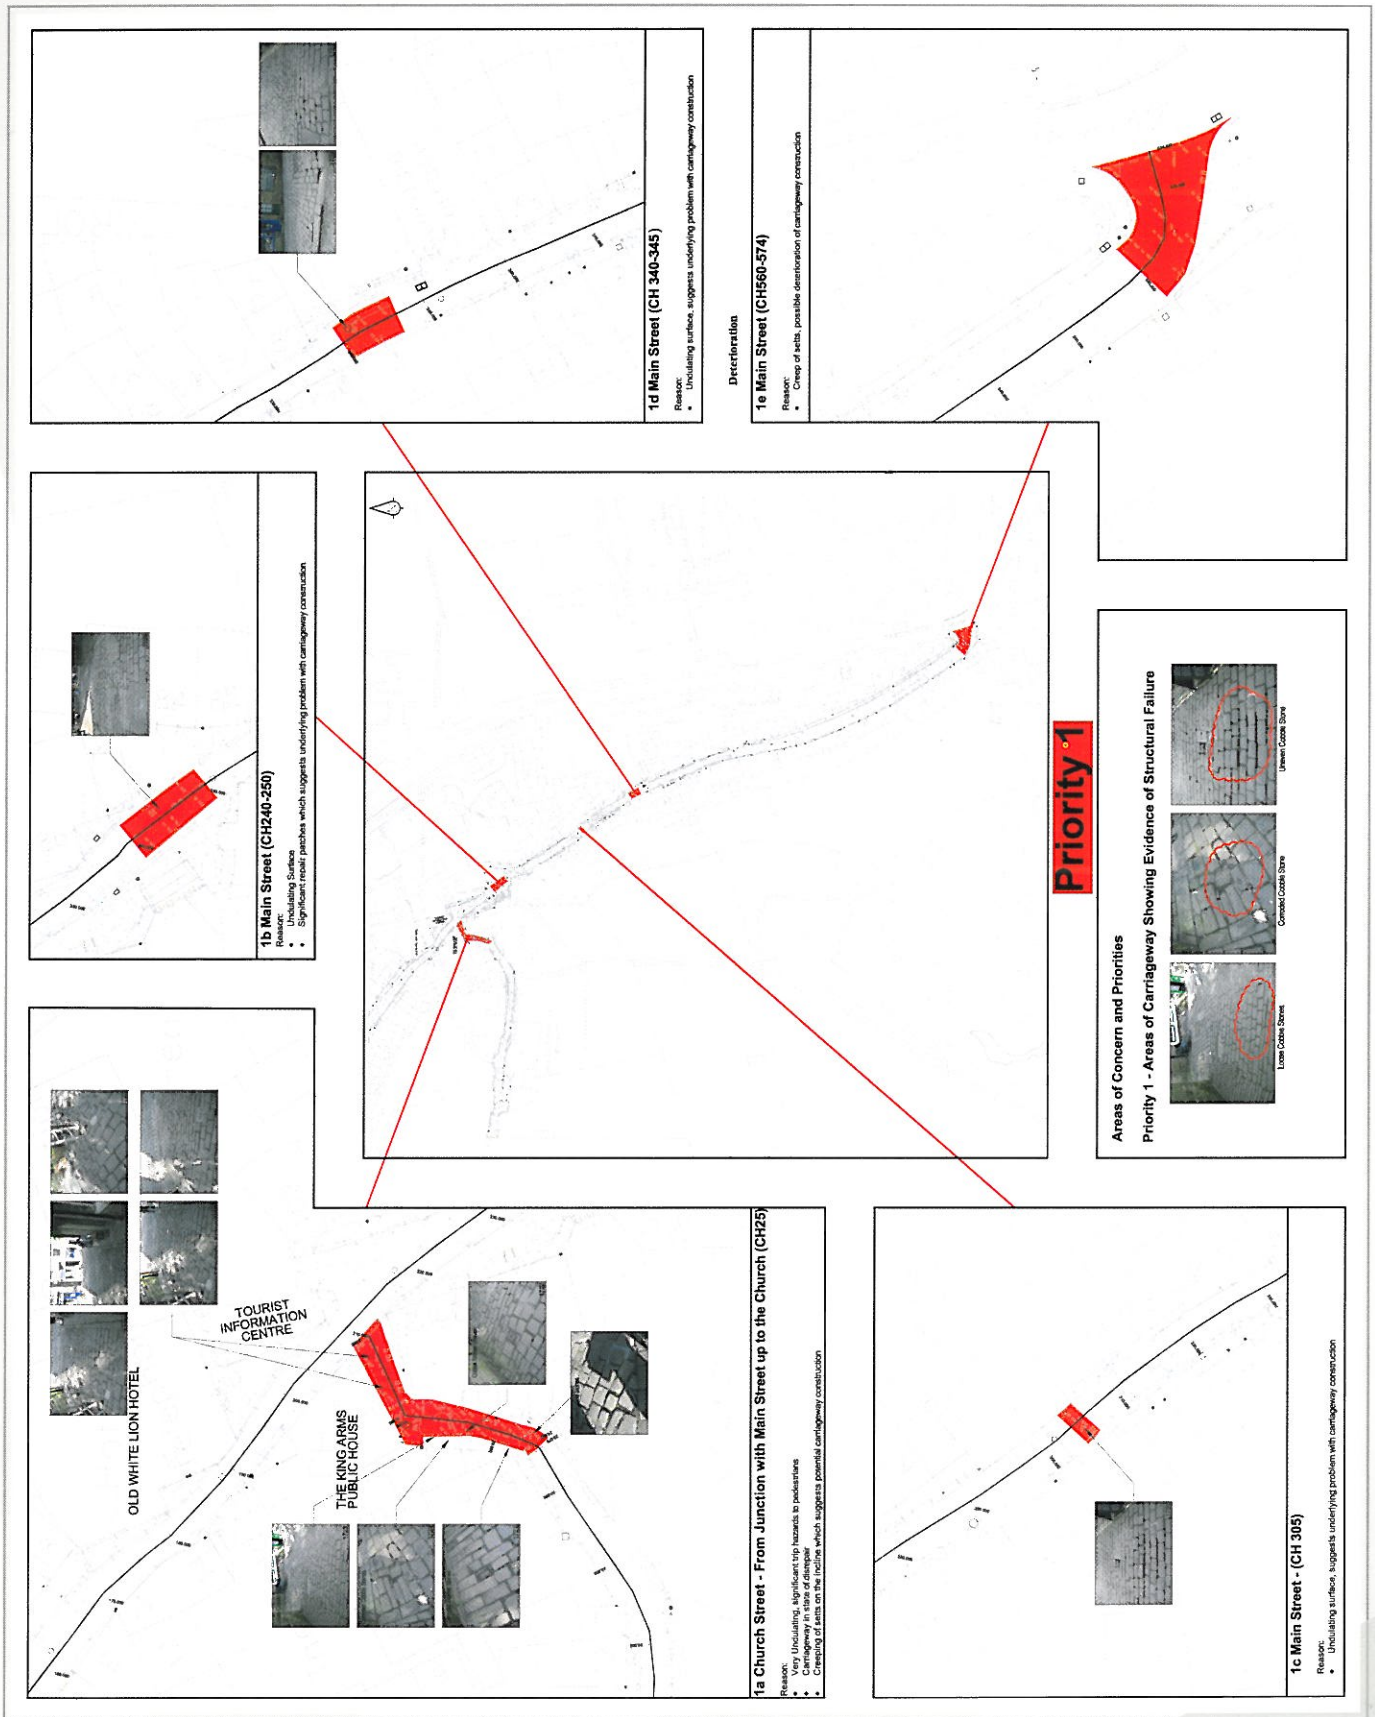 OLD WHITE LION HOTEL
TOURIST
INFORMATION
CENTRE
THE KING ARMS
PUBLIC HOUSE
1a Church Street - From Junction with Main Street up to the Church (CH25)
Reason:
• Very Undulating, significant trip hazards to pedestrians
• Carriageway in state of disrepair
• Creeping of setts on the incline which suggests potential carriageway construction
1b Main Street (CH240-250)
Reason:
• Undulating Surface
• Significant repair patches which suggests underlying problem with carriageway construction
1d Main Street (CH 340-345)
Reason:
• Undulating surface, suggests underlying problem with carriageway construction
Deterioration
1e Main Street (CH560-574)
Reason:
• Creep of setts, possible deterioration of carriageway construction
Priority 1
1c Main Street - (CH 305)
Reason:
• Undulating surface, suggests underlying problem with carriageway construction
Areas of Concern and Priorities
Priority 1 - Areas of Carriageway Showing Evidence of Structural Failure
Loose Cobble Stones
Corroded Cobble Stone
Uneven Cobble Stone